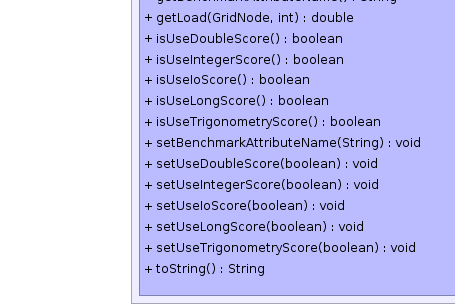 + getBenchmarkAttributeName() : String
+ getLoad(GridNode, int) : double
+ isUseDoubleScore() : boolean
+ isUseIntegerScore() : boolean
+ isUseIoScore() : boolean
+ isUseLongScore() : boolean
+ isUseTrigonometryScore() : boolean
+ setBenchmarkAttributeName(String) : void
+ setUseDoubleScore(boolean) : void
+ setUseIntegerScore(boolean) : void
+ setUseIoScore(boolean) : void
+ setUseLongScore(boolean) : void
+ setUseTrigonometryScore(boolean) : void
+ toString() : String